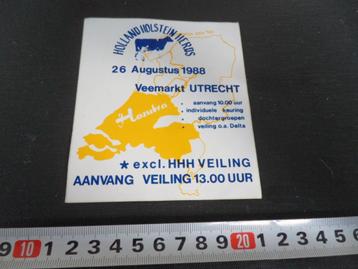 HOLLAND HOLSTEIN HERDS
26 Augustus 1988
Veemarkt UTRECHT
• aanvang 10.00 uur
• individuele keuring
• dochtergroepen
• veiling o.a. Delta
* excl. HHH VEILING
AANVANG VEILING 13.00 UUR
9 10 1 2 3 4 5 6 7 8 9 20 1 2 3 4 5 6